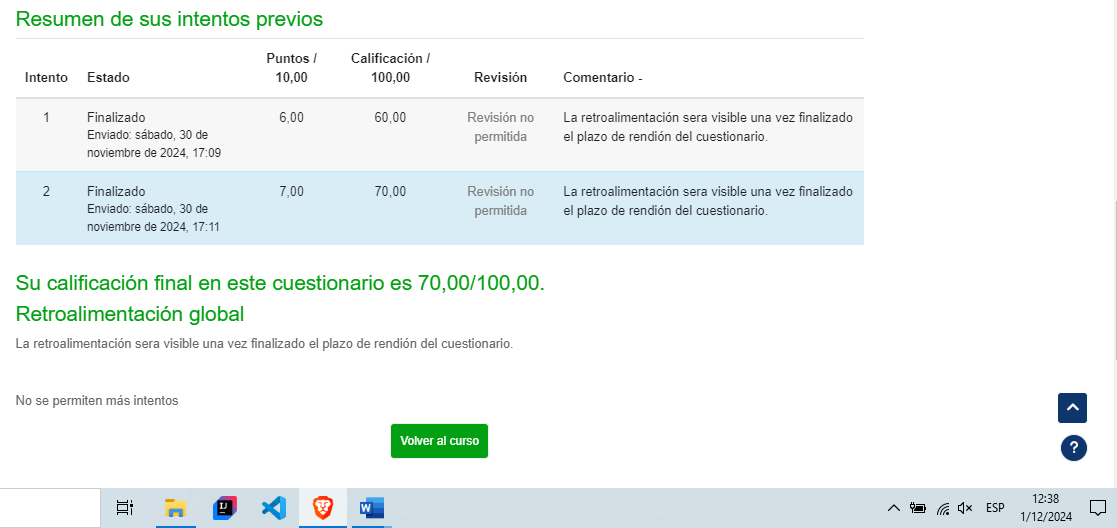 Resumen de sus intentos previos
Puntos / Calificación /
Intento Estado 10,00 100,00 Revisión Comentario -
1 Finalizado 6,00 60,00 Revisión no La retroalimentación sera visible una vez finalizado
Enviado: sábado, 30 de permitida el plazo de rendión del cuestionario.
noviembre de 2024, 17:09
2 Finalizado 7,00 70,00 Revisión no La retroalimentación sera visible una vez finalizado
Enviado: sábado, 30 de permitida el plazo de rendión del cuestionario.
noviembre de 2024, 17:11
Su calificación final en este cuestionario es 70,00/100,00.
Retroalimentación global
La retroalimentación sera visible una vez finalizado el plazo de rendión del cuestionario.
No se permiten más intentos
Volver al curso
?
IJ W ESP 12:38
1/12/2024